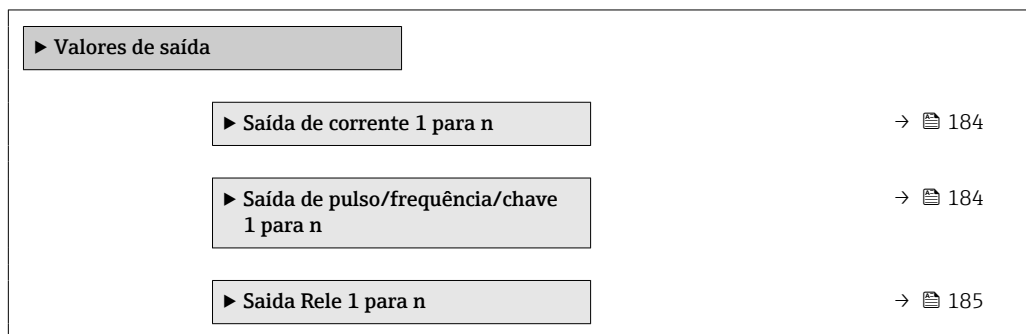 ▶ Valores de saída
▶ Saída de corrente 1 para n → 184
▶ Saída de pulso/frequência/chave → 184
1 para n
▶ Saida Rele 1 para n → 185